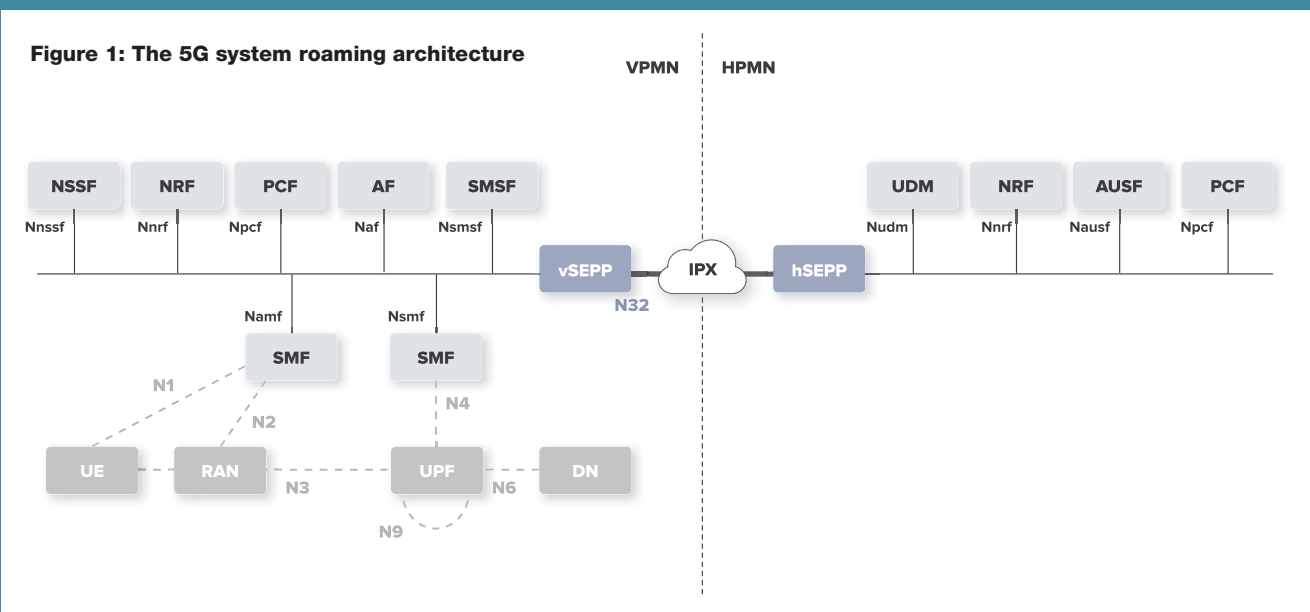 Figure 1: The 5G system roaming architecture
VPMN
HPMN
NSSF
NRF
PCF
AF
SMSF
UDM
NRF
AUSF
PCF
Nnssf
Nnrf
Npcf
Naf
Nsmsf
Nudm
Nnrf
Nausf
Npcf
vSEPP
IPX
hSEPP
N32
Namf
Nsmf
SMF
SMF
N1
N2
N4
UE
RAN
UPF
DN
N3
N6
N9